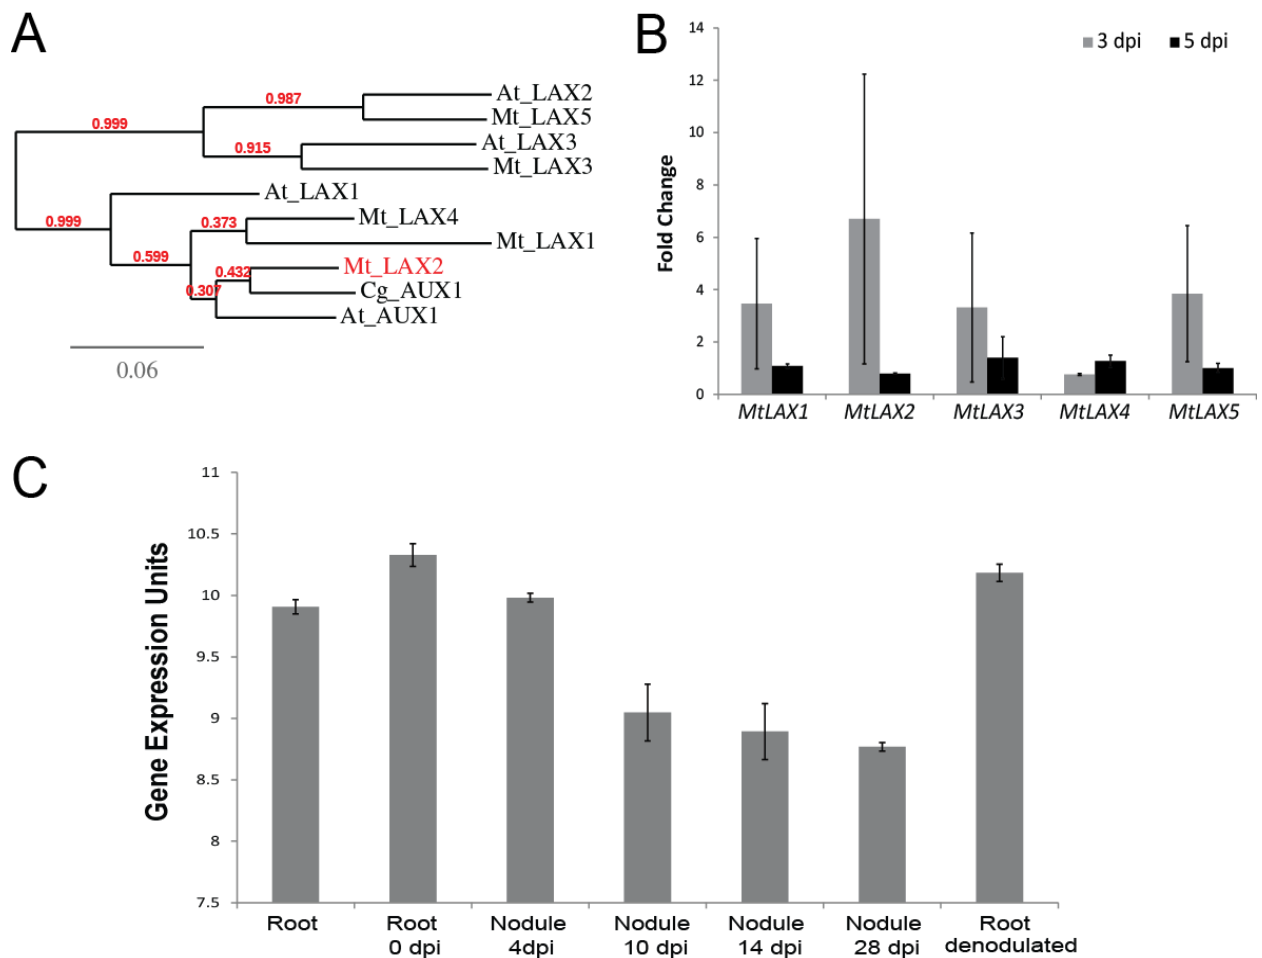 A
0.987
At_LAX2
Mt_LAX5
0.999
At_LAX3
0.915
Mt_LAX3
At_LAX1
0.999
0.373
Mt_LAX4
Mt_LAX1
0.599
0.432
Mt_LAX2
0.307
Cg_AUX1
At_AUX1
0.06
B
14
12
10
8
6
4
2
0
Fold Change
3 dpi
5 dpi
MtLAX1
MtLAX2
MtLAX3
MtLAX4
MtLAX5
C
11
10.5
10
9.5
9
8.5
8
7.5
Gene Expression Units
Root
Root
0 dpi
Nodule
4dpi
Nodule
10 dpi
Nodule
14 dpi
Nodule
28 dpi
Root
denodulated